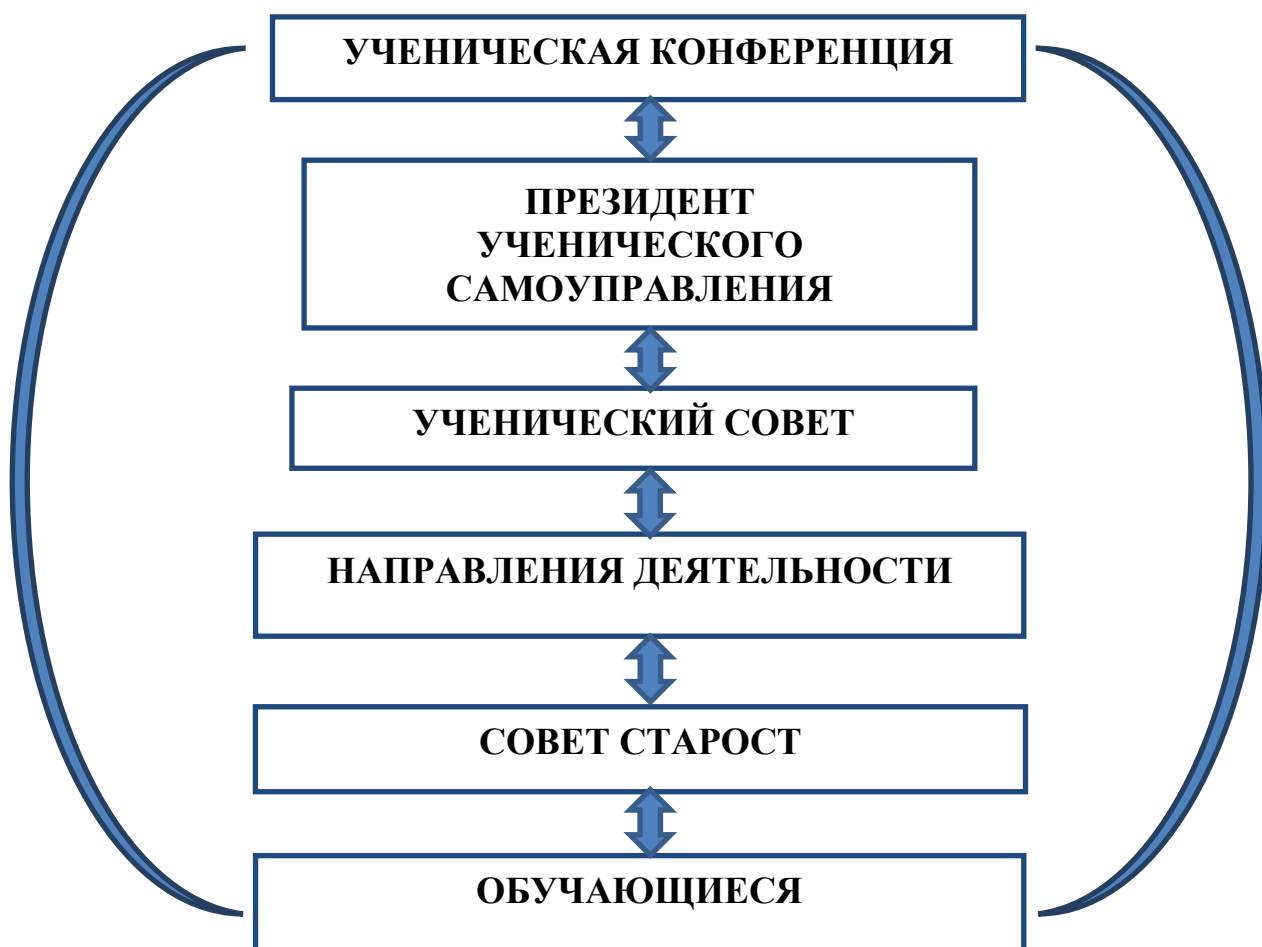 УЧЕНИЧЕСКАЯ КОНФЕРЕНЦИЯ
ПРЕЗИДЕНТ
УЧЕНИЧЕСКОГО
САМОУПРАВЛЕНИЯ
УЧЕНИЧЕСКИЙ СОВЕТ
НАПРАВЛЕНИЯ ДЕЯТЕЛЬНОСТИ
СОВЕТ СТАРОСТ
ОБУЧАЮЩИЕСЯ